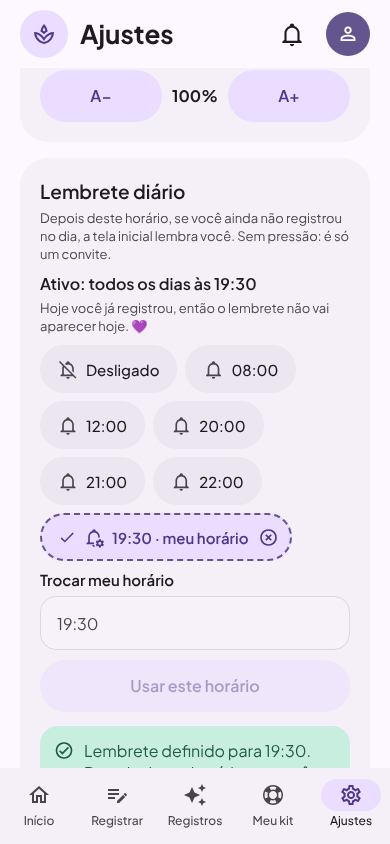 Ajustes
A−
100%
A+
Lembrete diário
Depois deste horário, se você ainda não registrou
no dia, a tela inicial lembra você. Sem pressão: é só
um convite.
Ativo: todos os dias às 19:30
Hoje você já registrou, então o lembrete não vai
aparecer hoje. 💜
Desligado
08:00
12:00
20:00
21:00
22:00
19:30 · meu horário
Trocar meu horário
19:30
Usar este horário
Lembrete definido para 19:30.
Início
Registrar
Registros
Meu kit
Ajustes